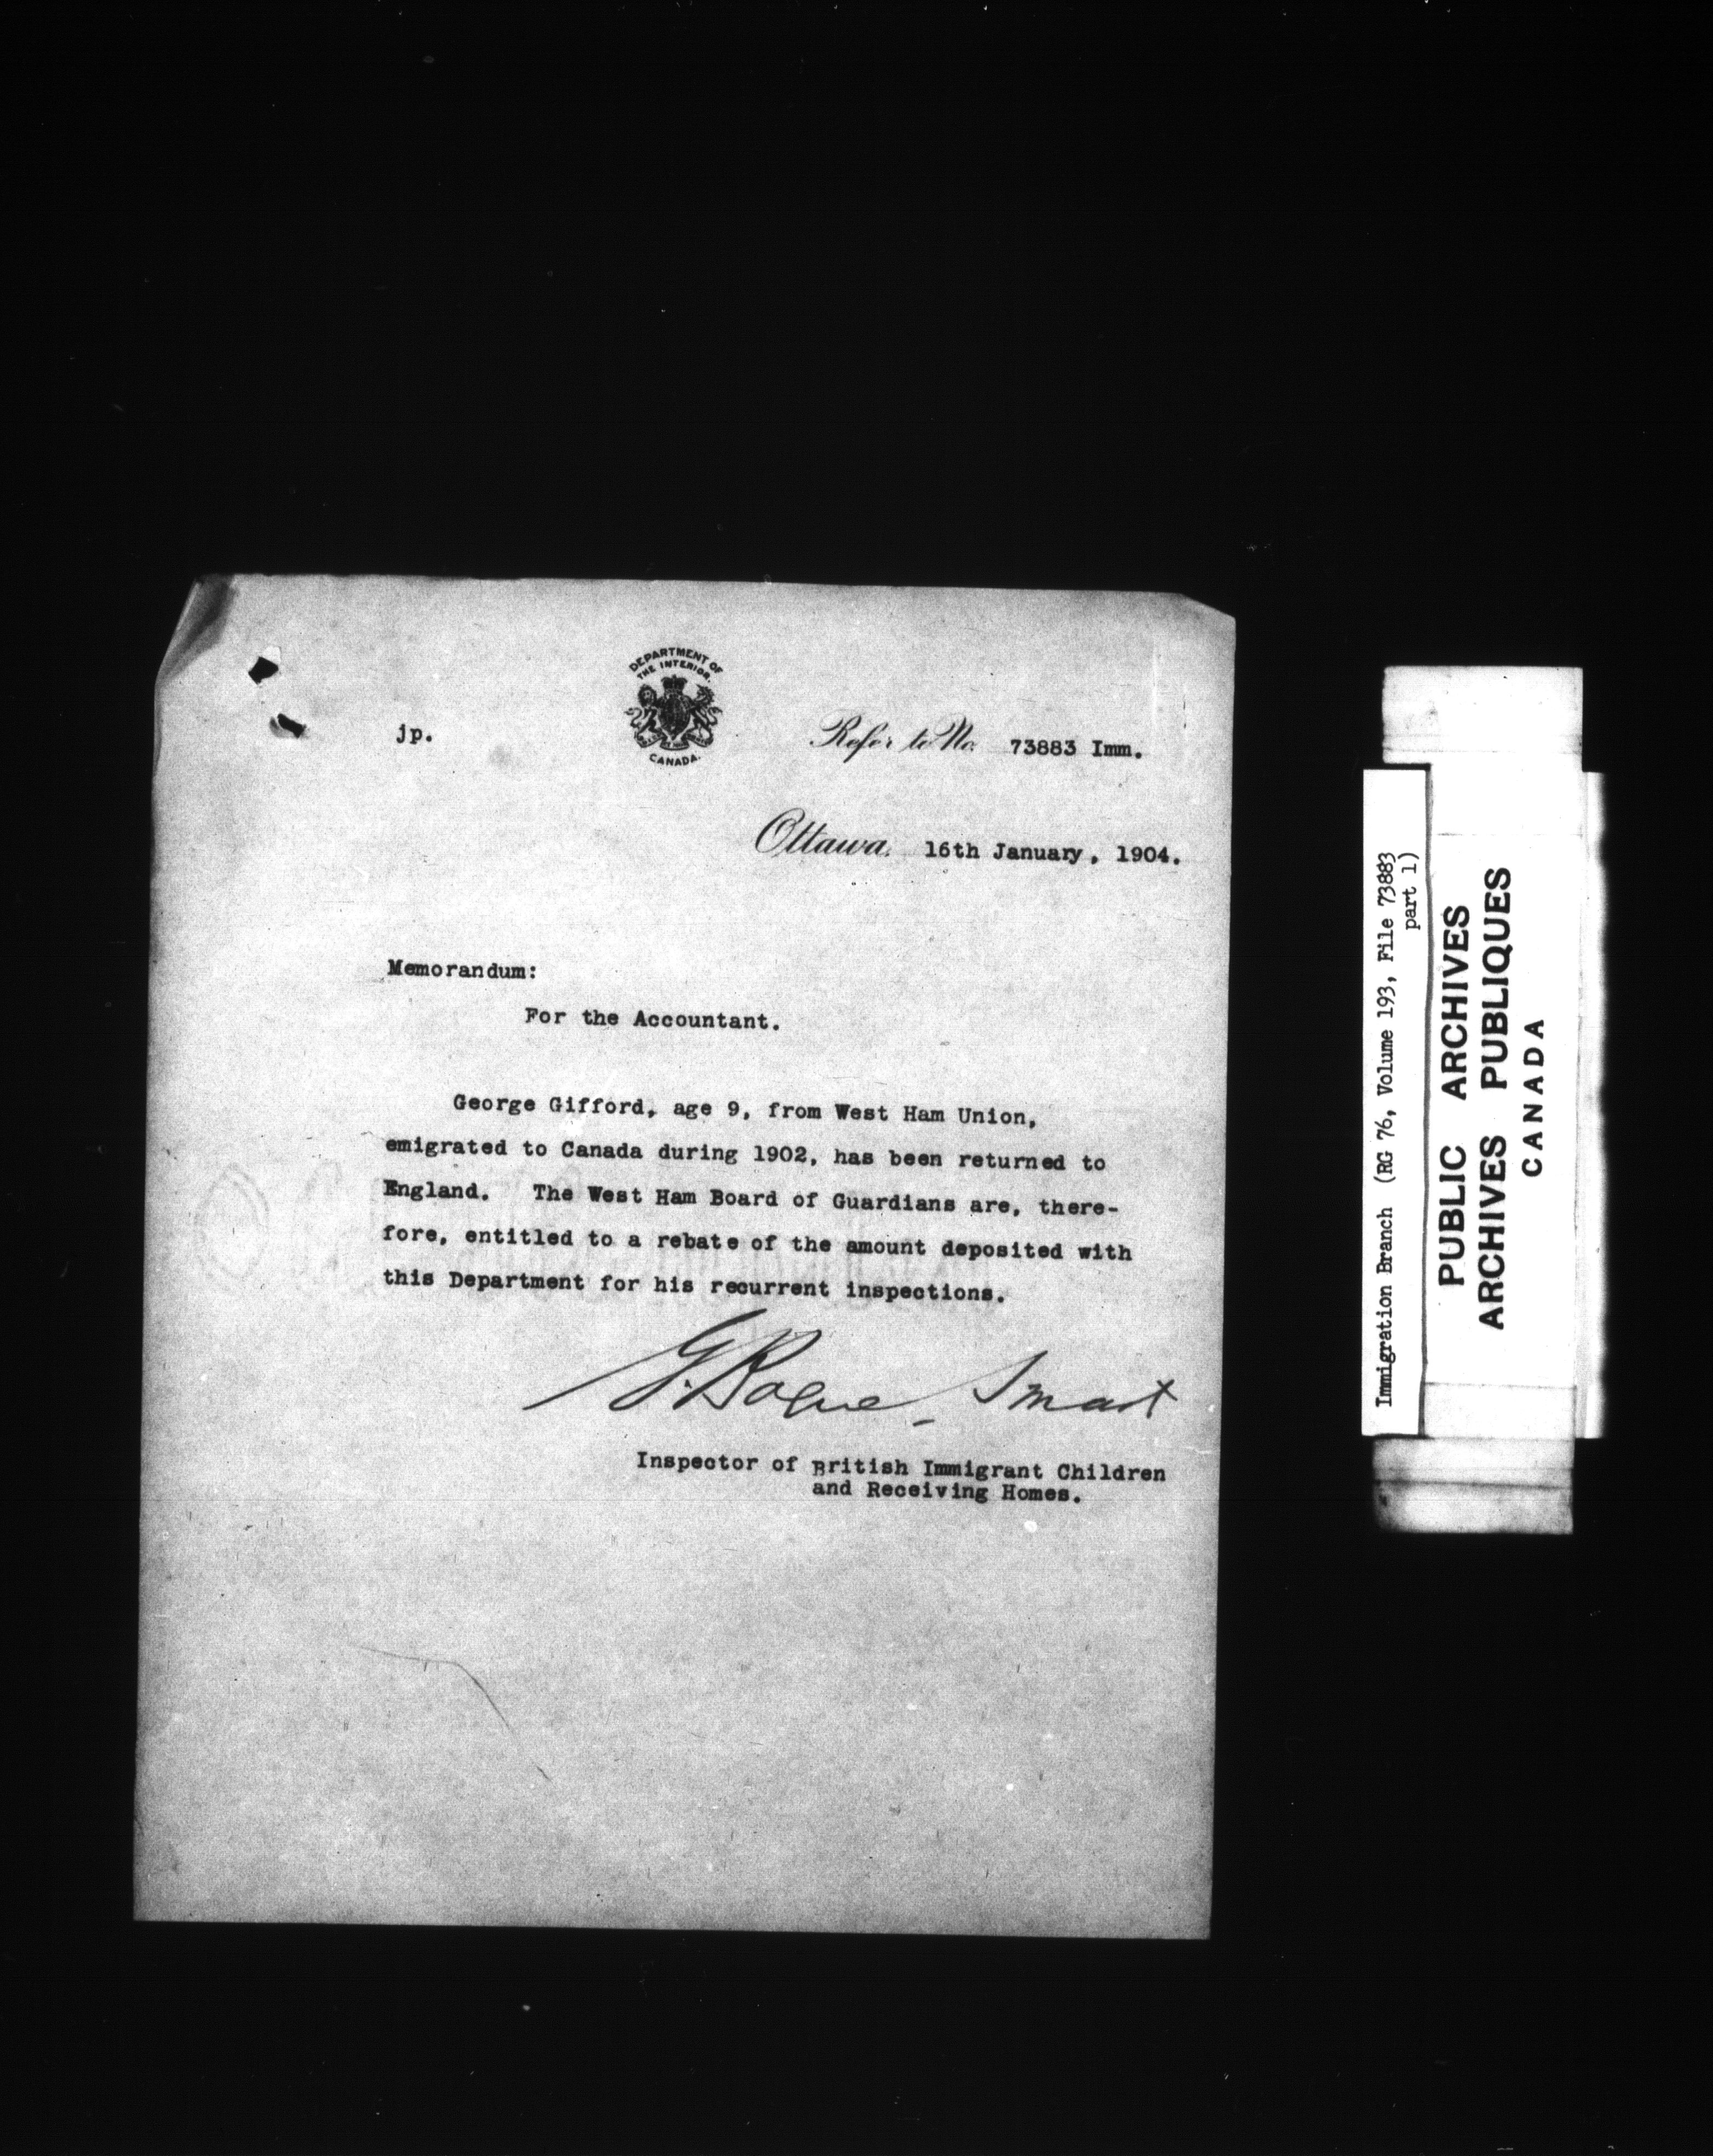 DEPARTMENT OF
THE INTERIOR.
CANADA.
jp.
Refer to No. 73883 Imm.
Ottawa. 16th January, 1904.
Memorandum:
For the Accountant.
George Gifford, age 9, from West Ham Union,
emigrated to Canada during 1902, has been returned to
England. The West Ham Board of Guardians are, there-
fore, entitled to a rebate of the amount deposited with
this Department for his recurrent inspections.
G. Bogue Smart
Inspector of British Immigrant Children
and Receiving Homes.
Immigration Branch (RG 76, Volume 193, File 73883
part 1)
PUBLIC ARCHIVES
ARCHIVES PUBLIQUES
CANADA